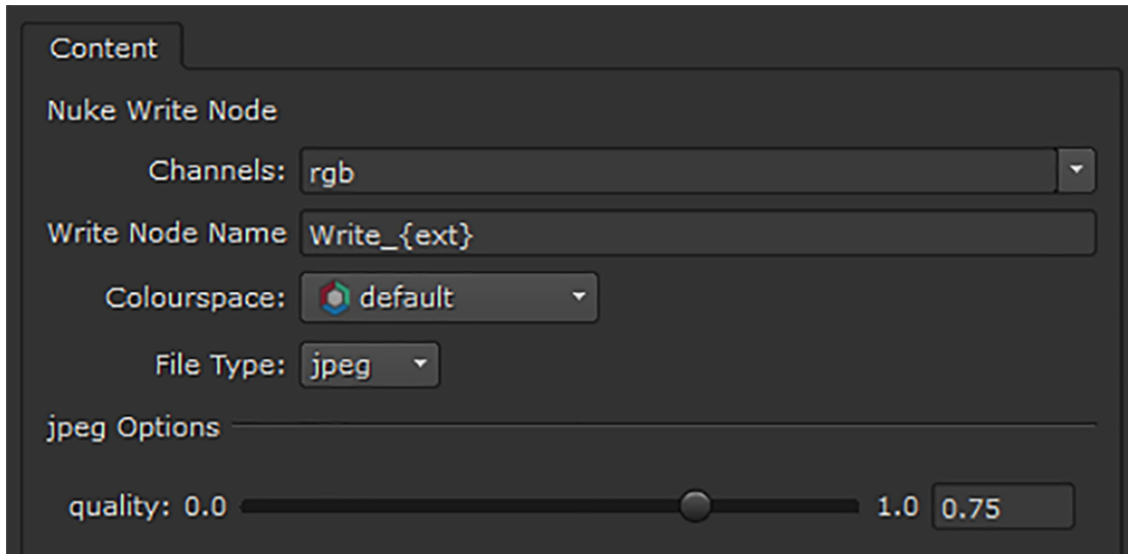 Content
Nuke Write Node
Channels: rgb
Write Node Name Write_{ext}
Colourspace: default
File Type: jpeg
jpeg Options
quality: 0.0 1.0 0.75